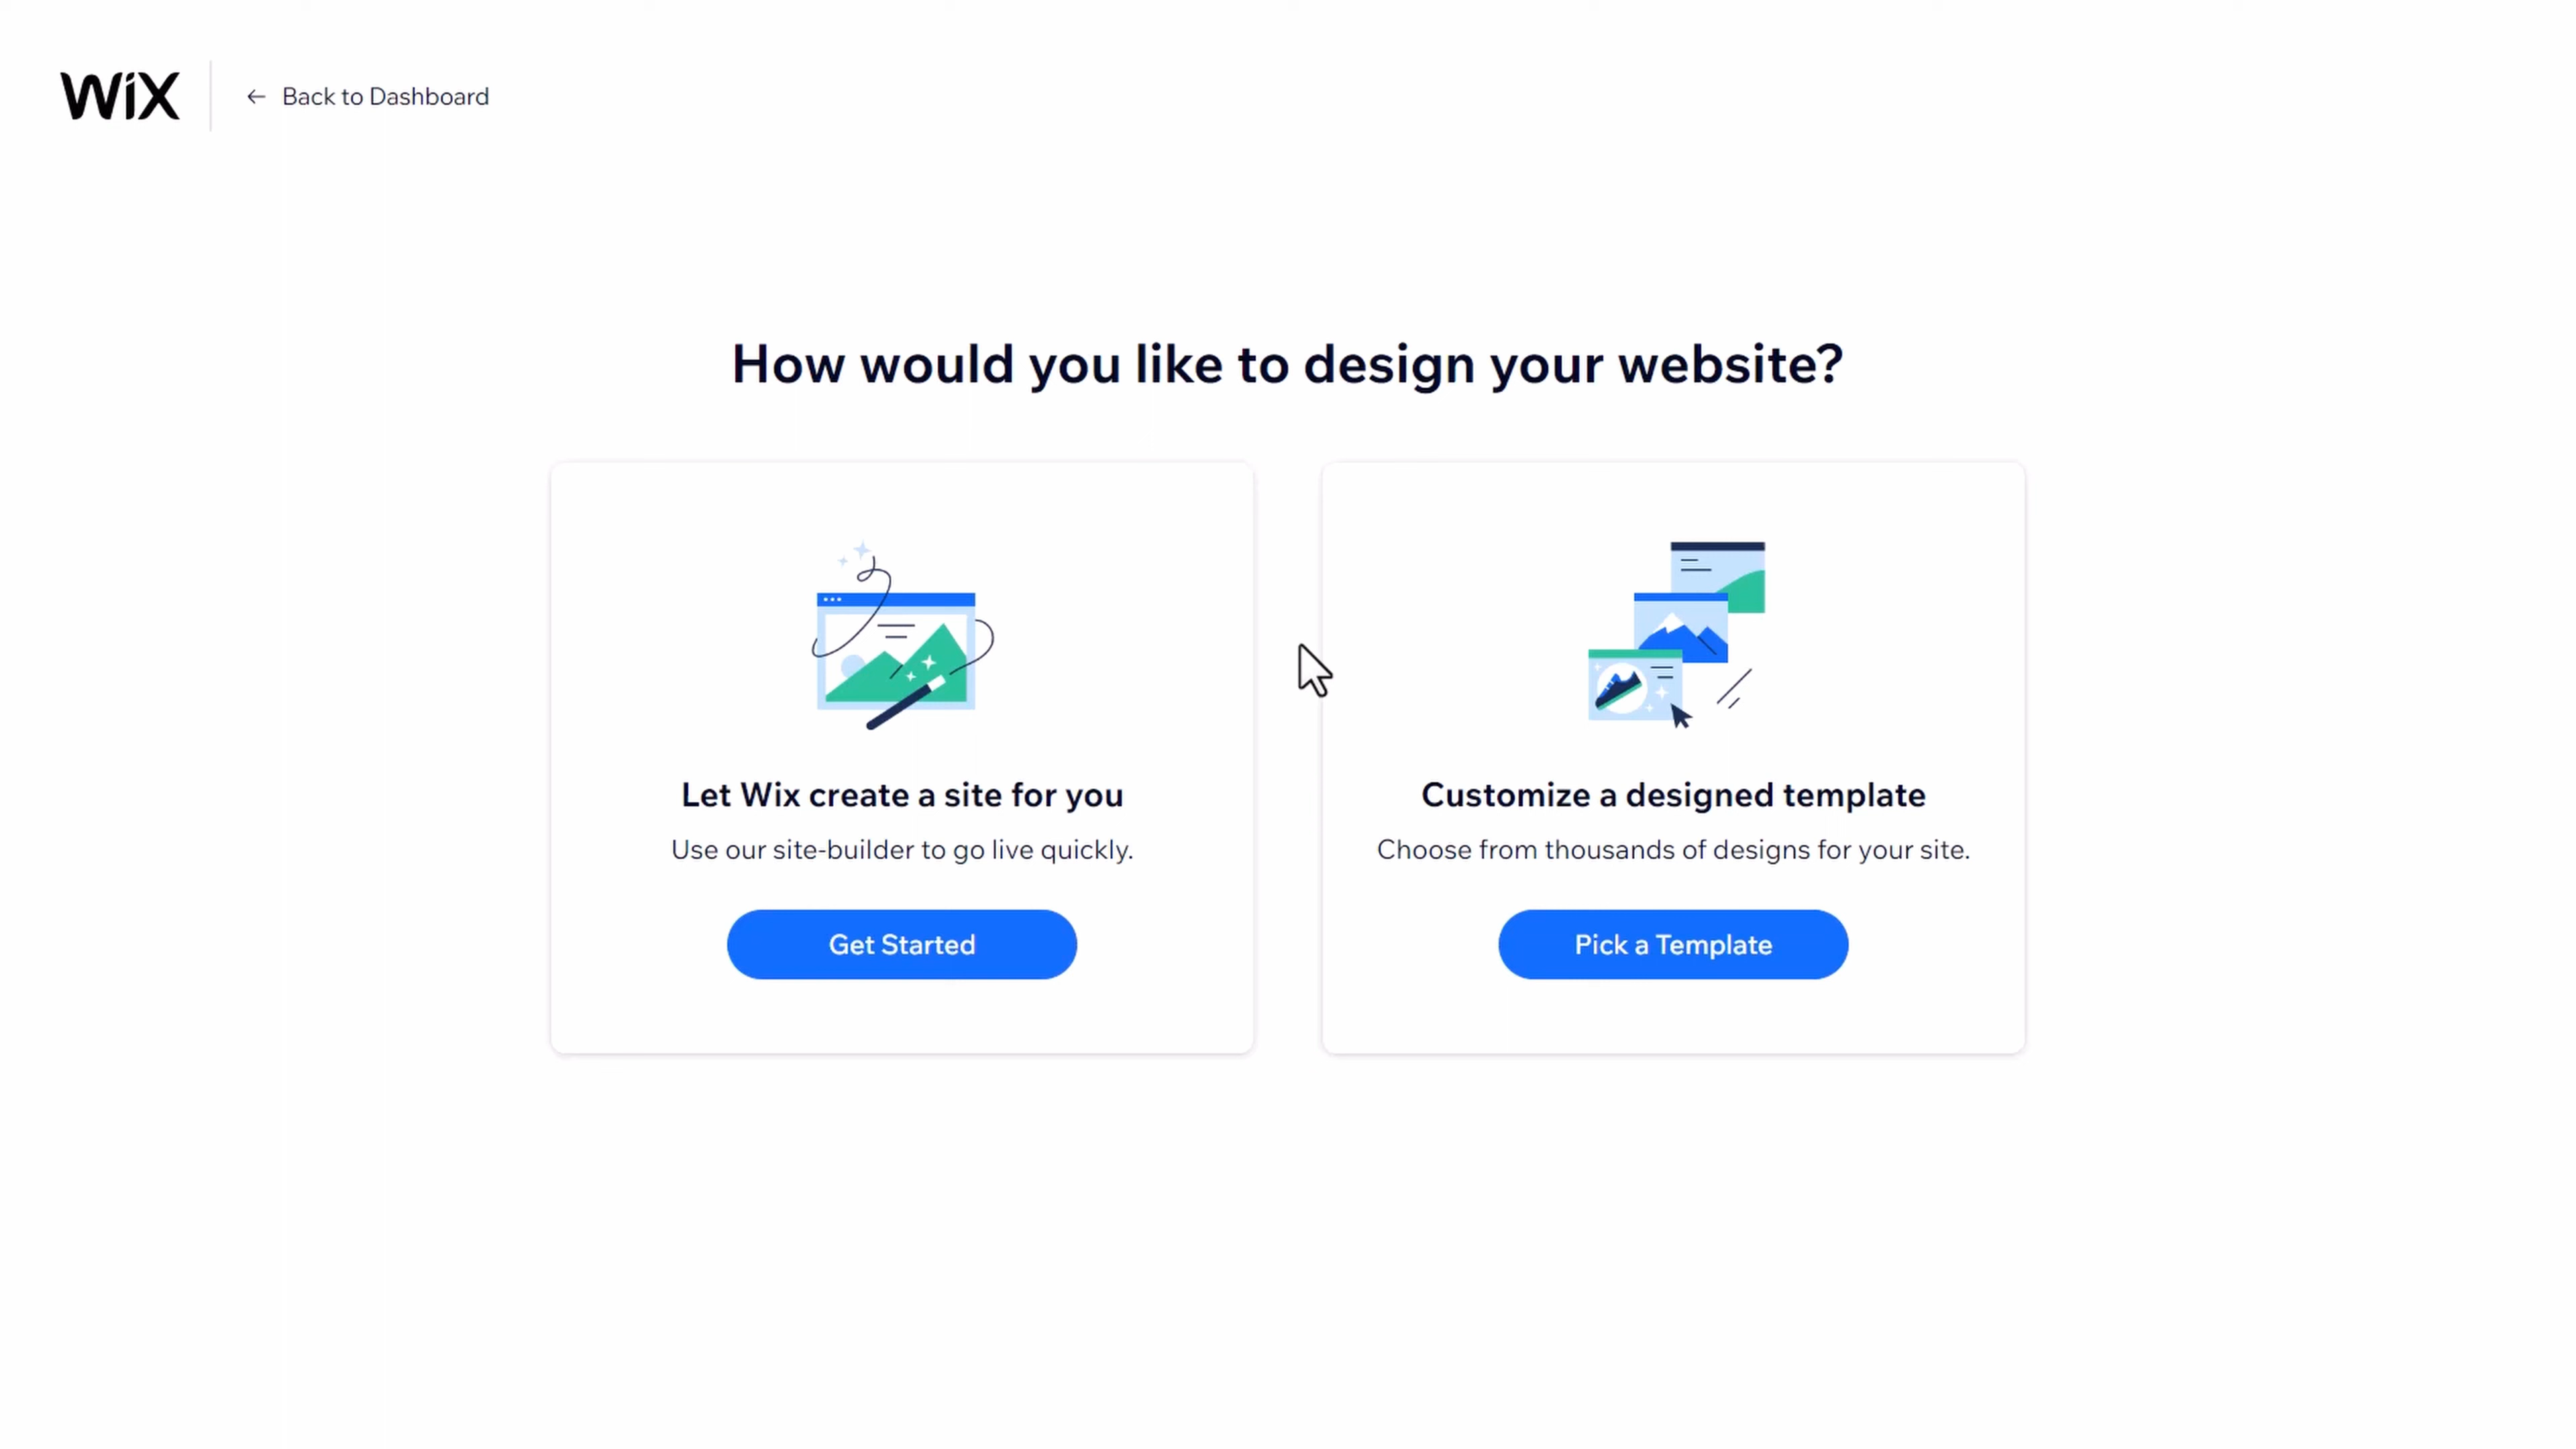 WiX
Back to Dashboard
How would you like to design your website?
Let Wix create a site for you
Use our site-builder to go live quickly.
Get Started
Customize a designed template
Choose from thousands of designs for your site.
Pick a Template